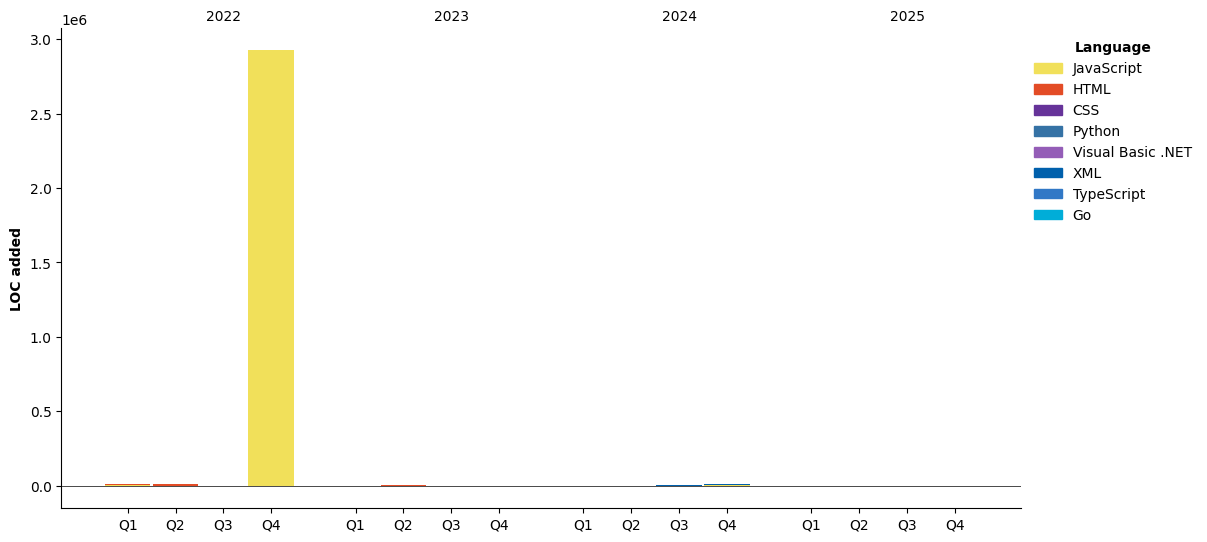 1e6
2022 2023 2024 2025
3.0
2.5
2.0
1.5
1.0
0.5
0.0
LOC added
Q1 Q2 Q3 Q4 Q1 Q2 Q3 Q4 Q1 Q2 Q3 Q4 Q1 Q2 Q3 Q4
Language
JavaScript
HTML
CSS
Python
Visual Basic .NET
XML
TypeScript
Go